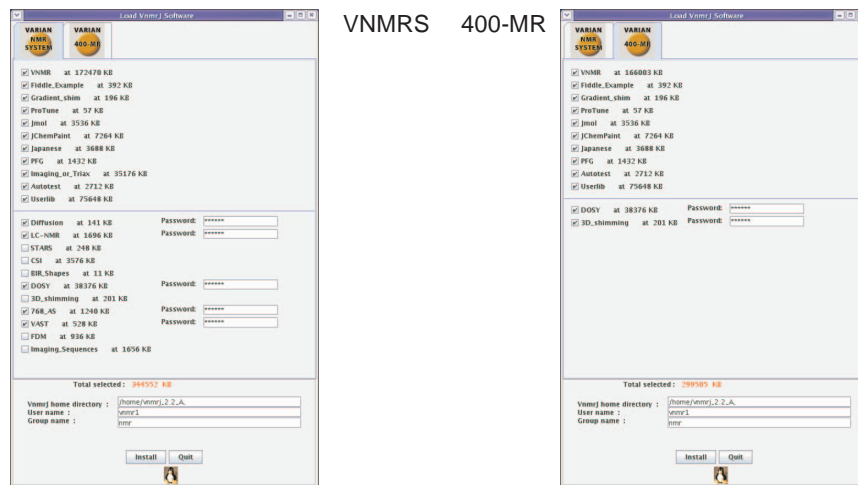 Load VnmrJ Software
VARIAN NMR SYSTEM
VARIAN 400-MR
VNMR at 172470 KB
Fiddle_Example at 392 KB
Gradient_shim at 196 KB
ProTune at 57 KB
Jmol at 3536 KB
JChemPaint at 7264 KB
Japanese at 3688 KB
PFG at 1432 KB
Imaging_or_Triax at 35176 KB
Autotest at 2712 KB
Userlib at 75648 KB
Diffusion at 141 KB Password: ******
LC-NMR at 1696 KB Password: ******
STARS at 248 KB
CSI at 3576 KB
BIR_Shapes at 11 KB
DOSY at 38376 KB Password: ******
3D_shimming at 201 KB
768_AS at 1240 KB Password: ******
VAST at 528 KB Password: ******
FDM at 936 KB
Imaging_Sequences at 1656 KB
Total selected : 344552 KB
VnmrJ home directory : /home/vnmrj_2.2_A,
User name : vnmr1
Group name : nmr
Install Quit
VNMRS 400-MR
Load VnmrJ Software
VARIAN NMR SYSTEM
VARIAN 400-MR
VNMR at 166003 KB
Fiddle_Example at 392 KB
Gradient_shim at 196 KB
ProTune at 57 KB
Jmol at 3536 KB
JChemPaint at 7264 KB
Japanese at 3688 KB
PFG at 1432 KB
Autotest at 2712 KB
Userlib at 75648 KB
DOSY at 38376 KB Password: ******
3D_shimming at 201 KB Password: ******
Total selected : 299505 KB
VnmrJ home directory : /home/vnmrj_2.2_A,
User name : vnmr1
Group name : nmr
Install Quit